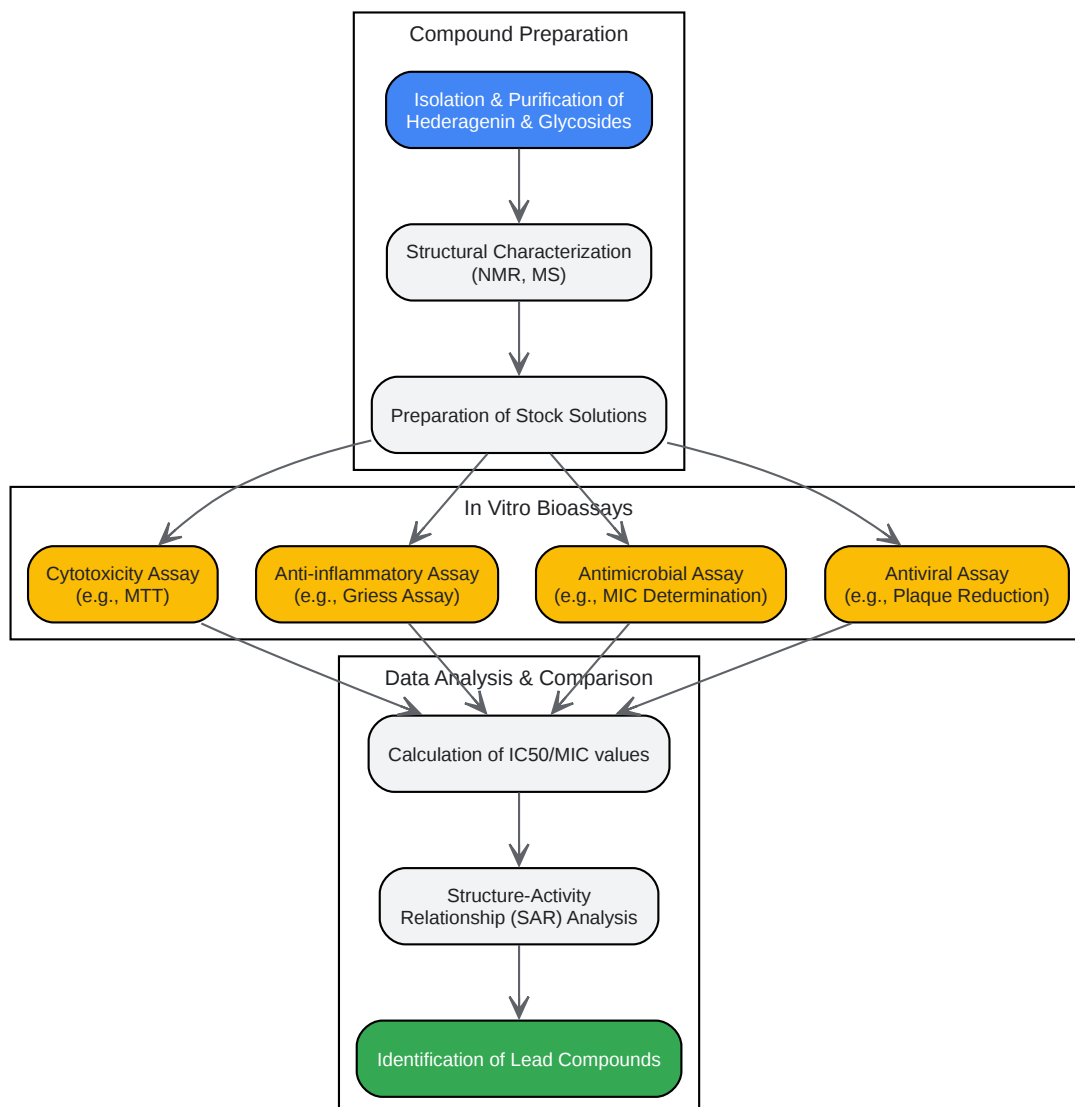 Compound Preparation
Isolation & Purification of
Hederagenin & Glycosides
Structural Characterization
(NMR, MS)
Preparation of Stock Solutions
In Vitro Bioassays
Cytotoxicity Assay
(e.g., MTT)
Anti-inflammatory Assay
(e.g., Griess Assay)
Antimicrobial Assay
(e.g., MIC Determination)
Antiviral Assay
(e.g., Plaque Reduction)
Data Analysis & Comparison
Calculation of IC50/MIC values
Structure-Activity
Relationship (SAR) Analysis
Identification of Lead Compounds